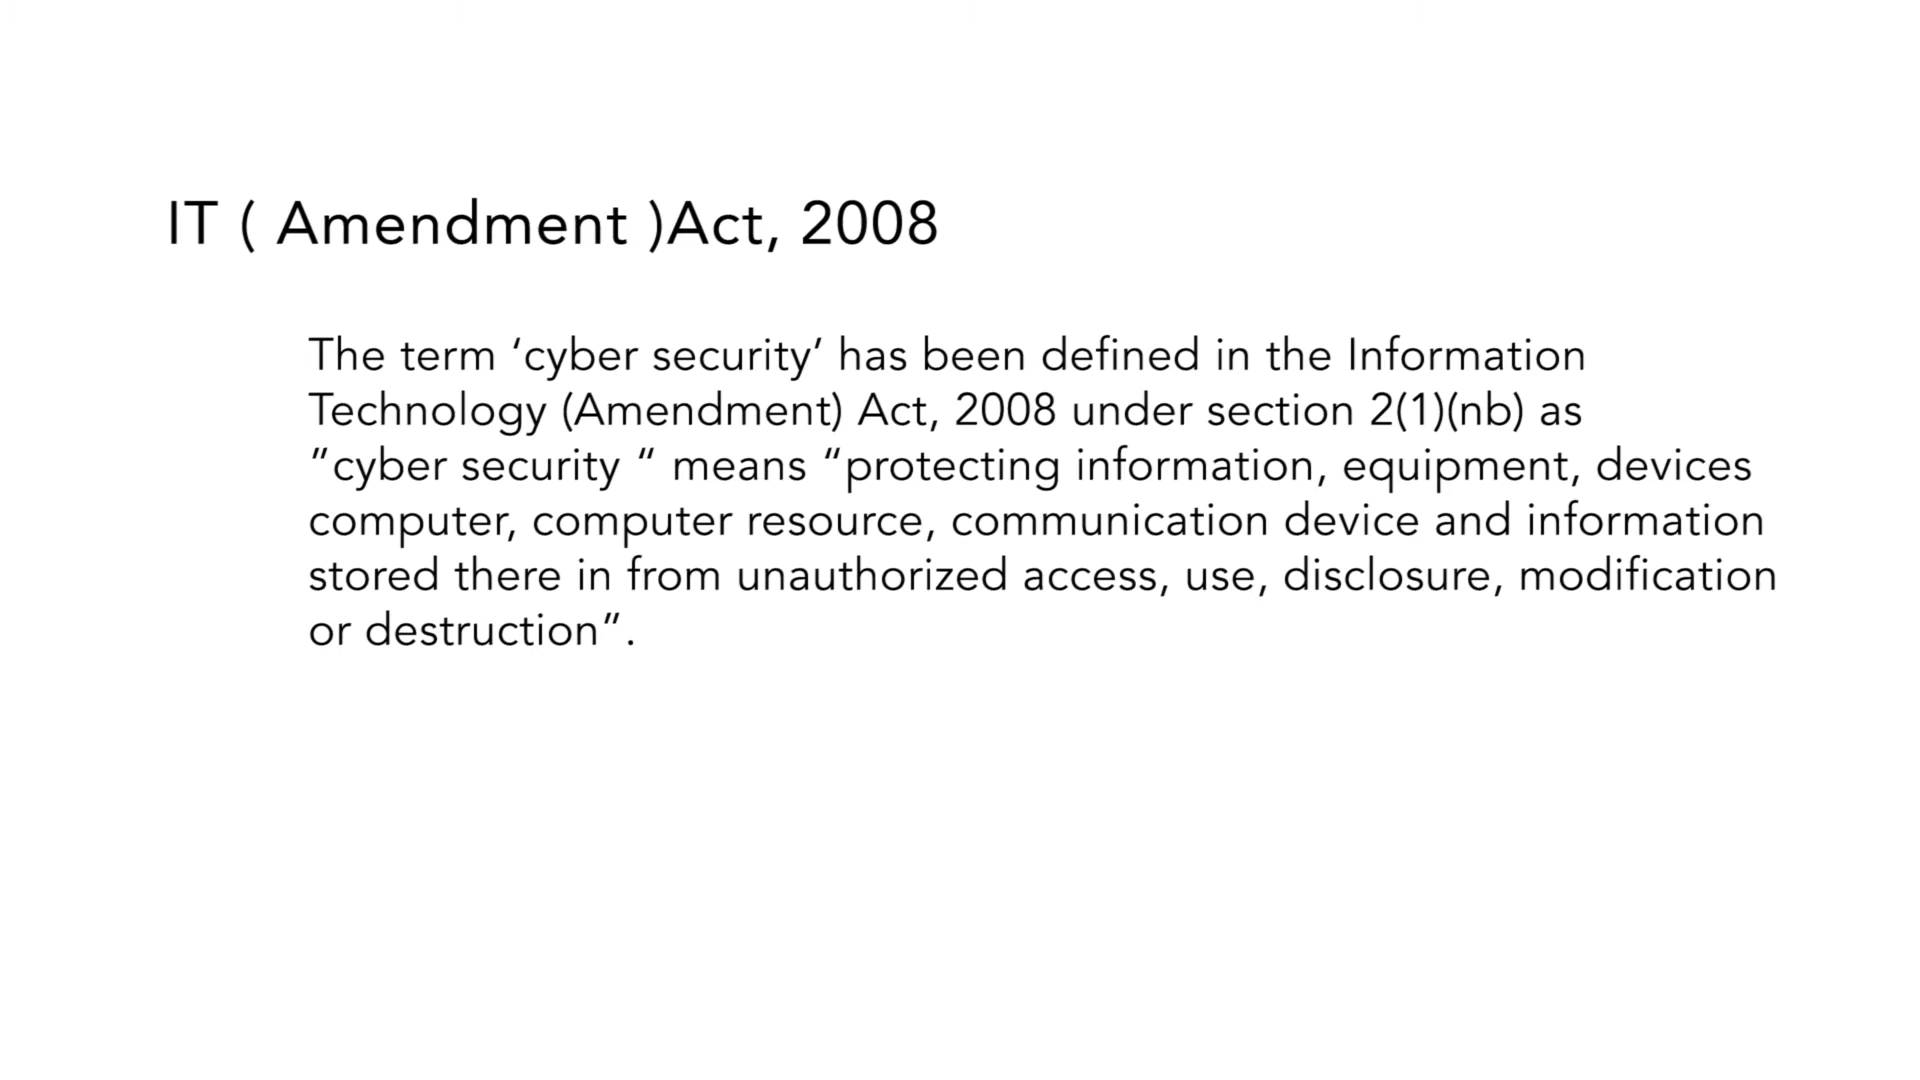 IT ( Amendment )Act, 2008
The term ‘cyber security’ has been defined in the Information
Technology (Amendment) Act, 2008 under section 2(1)(nb) as
”cyber security “ means “protecting information, equipment, devices
computer, computer resource, communication device and information
stored there in from unauthorized access, use, disclosure, modification
or destruction”.